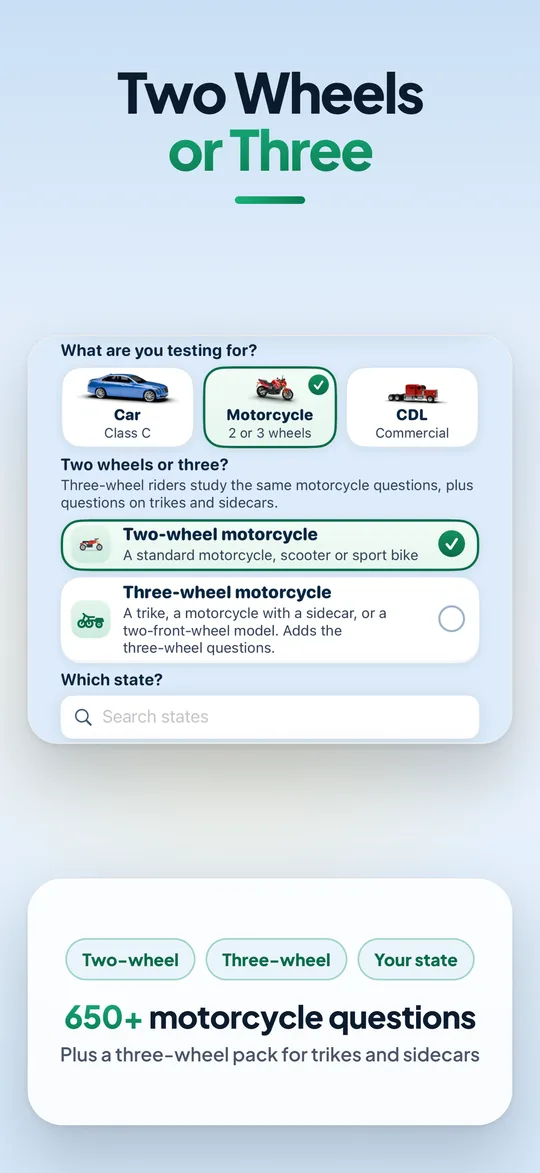 Two Wheels
or Three
What are you testing for?
Car
Class C
Motorcycle
2 or 3 wheels
CDL
Commercial
Two wheels or three?
Three-wheel riders study the same motorcycle questions, plus
questions on trikes and sidecars.
Two-wheel motorcycle
A standard motorcycle, scooter or sport bike
Three-wheel motorcycle
A trike, a motorcycle with a sidecar, or a
two-front-wheel model. Adds the
three-wheel questions.
Which state?
Search states
Two-wheel
Three-wheel
Your state
650+ motorcycle questions
Plus a three-wheel pack for trikes and sidecars